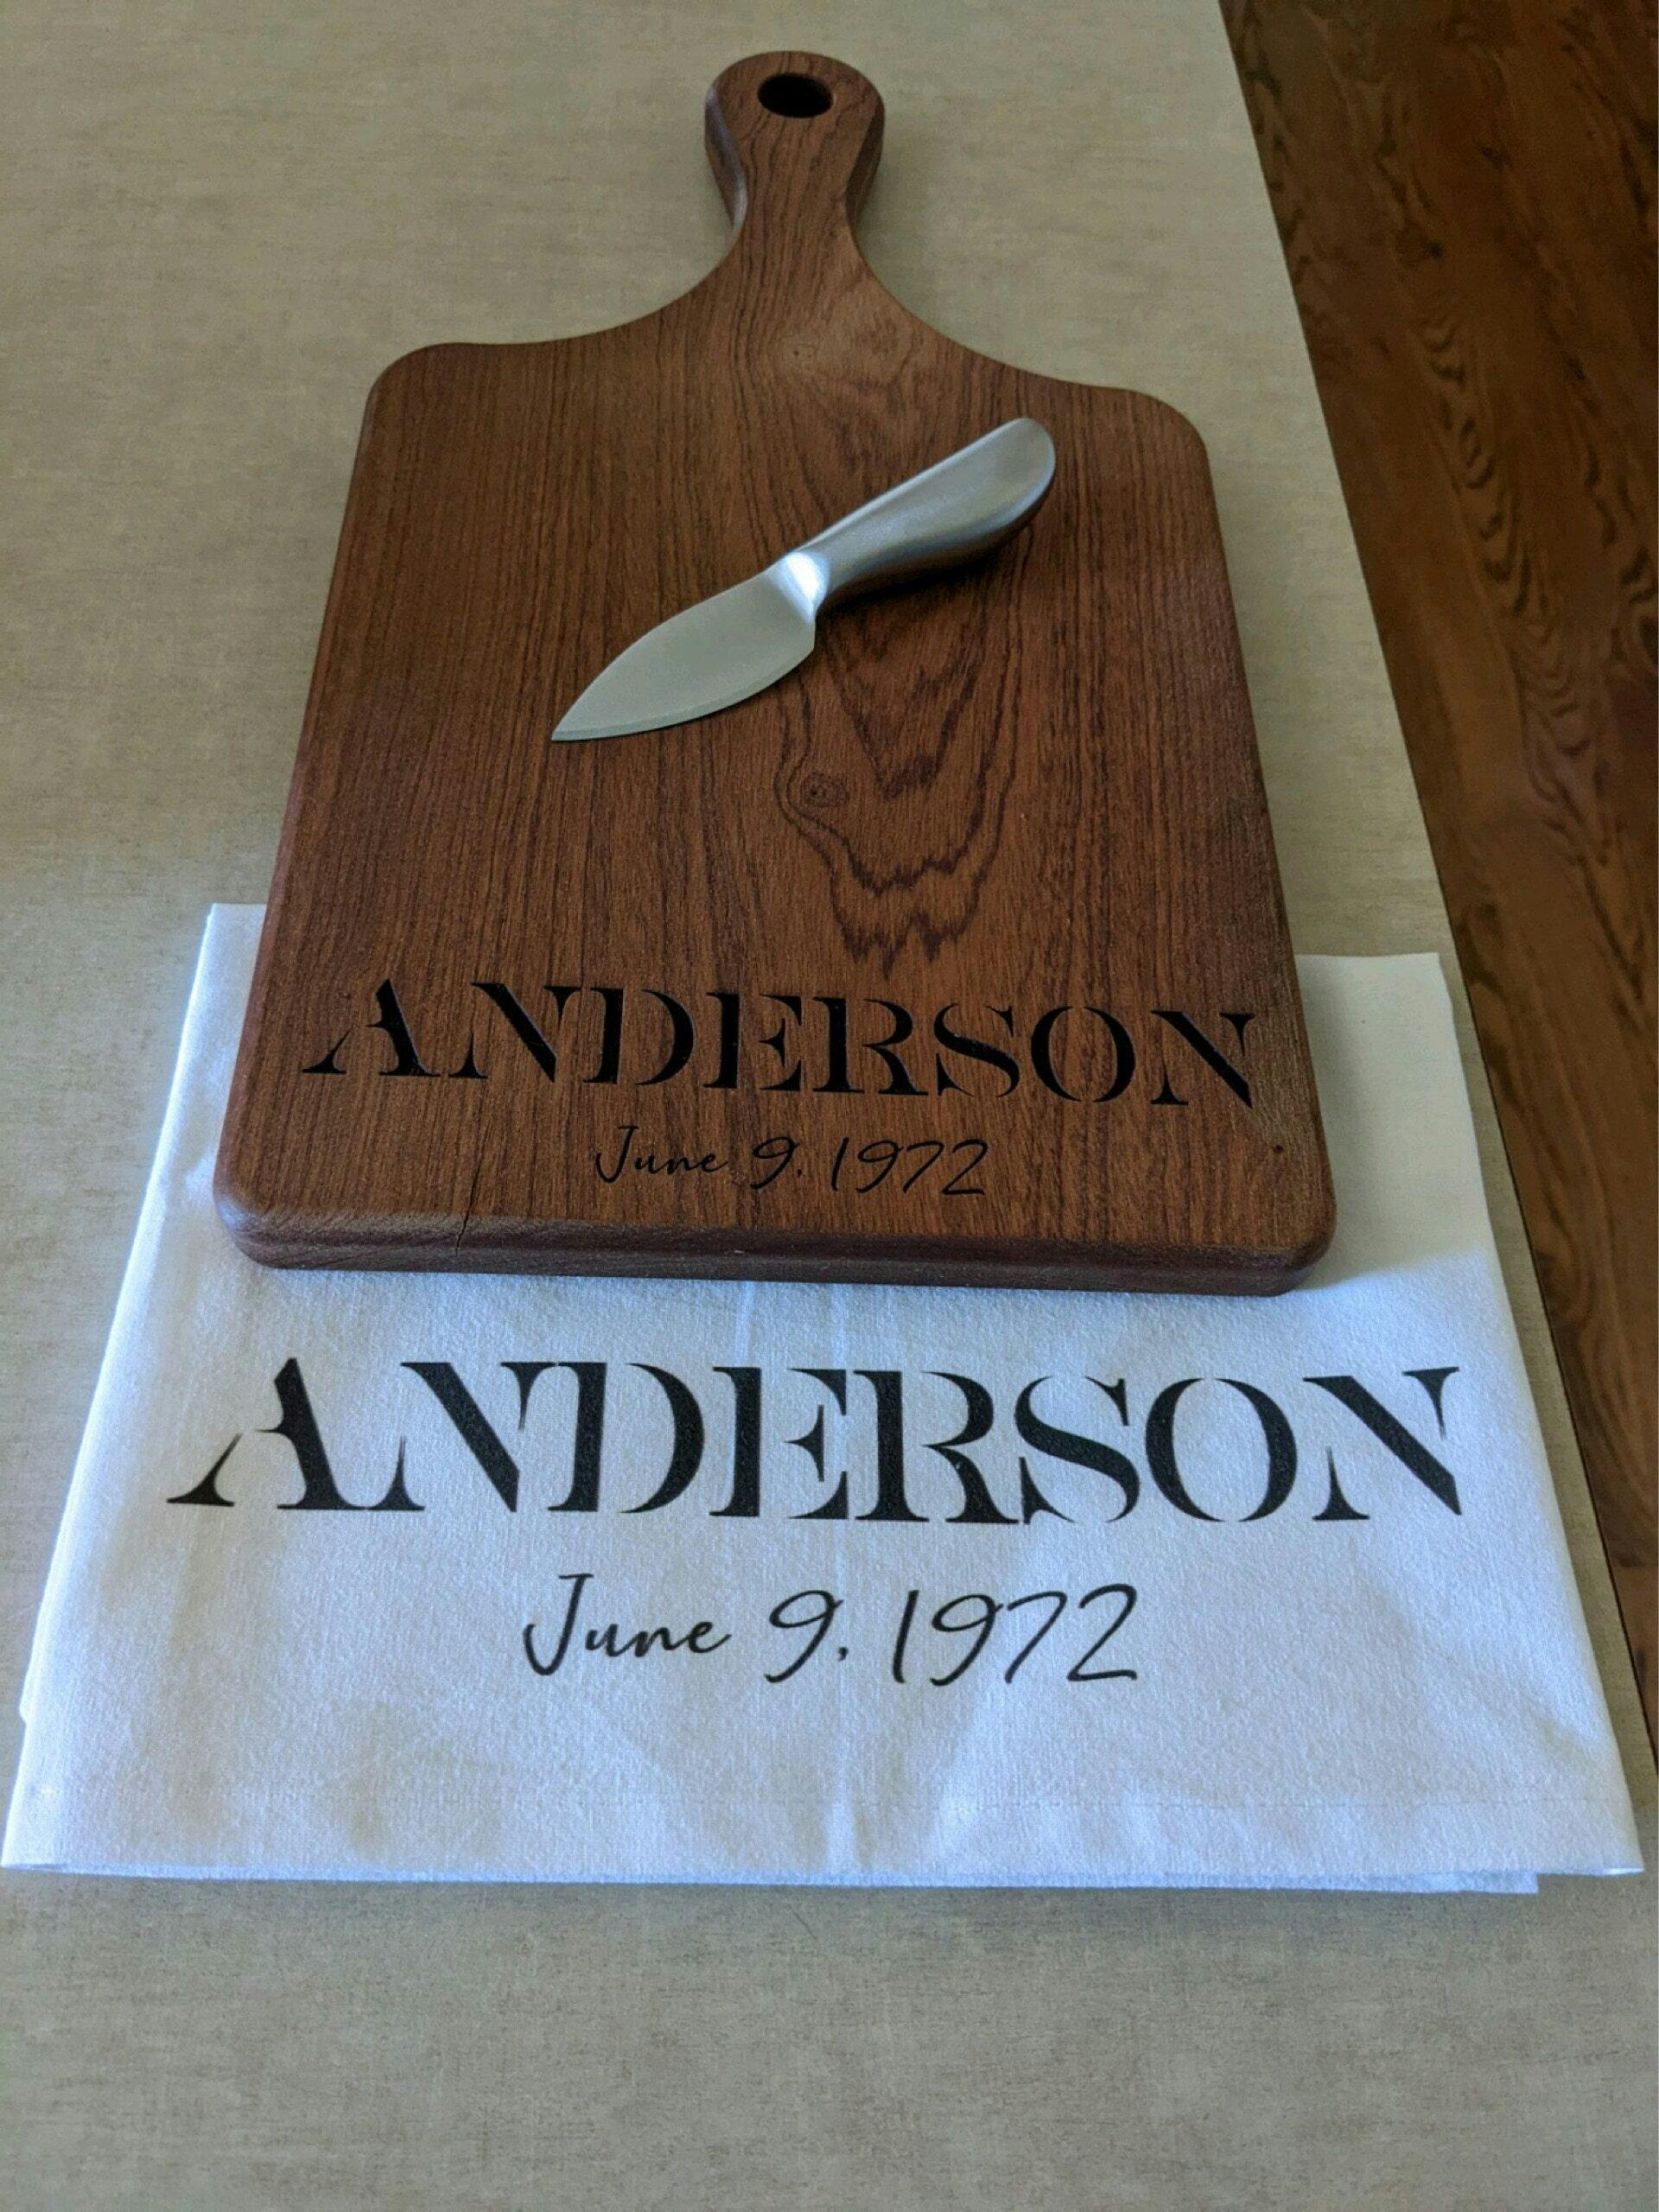 ANDERSON
June 9, 1972
ANDERSON
June 9, 1972